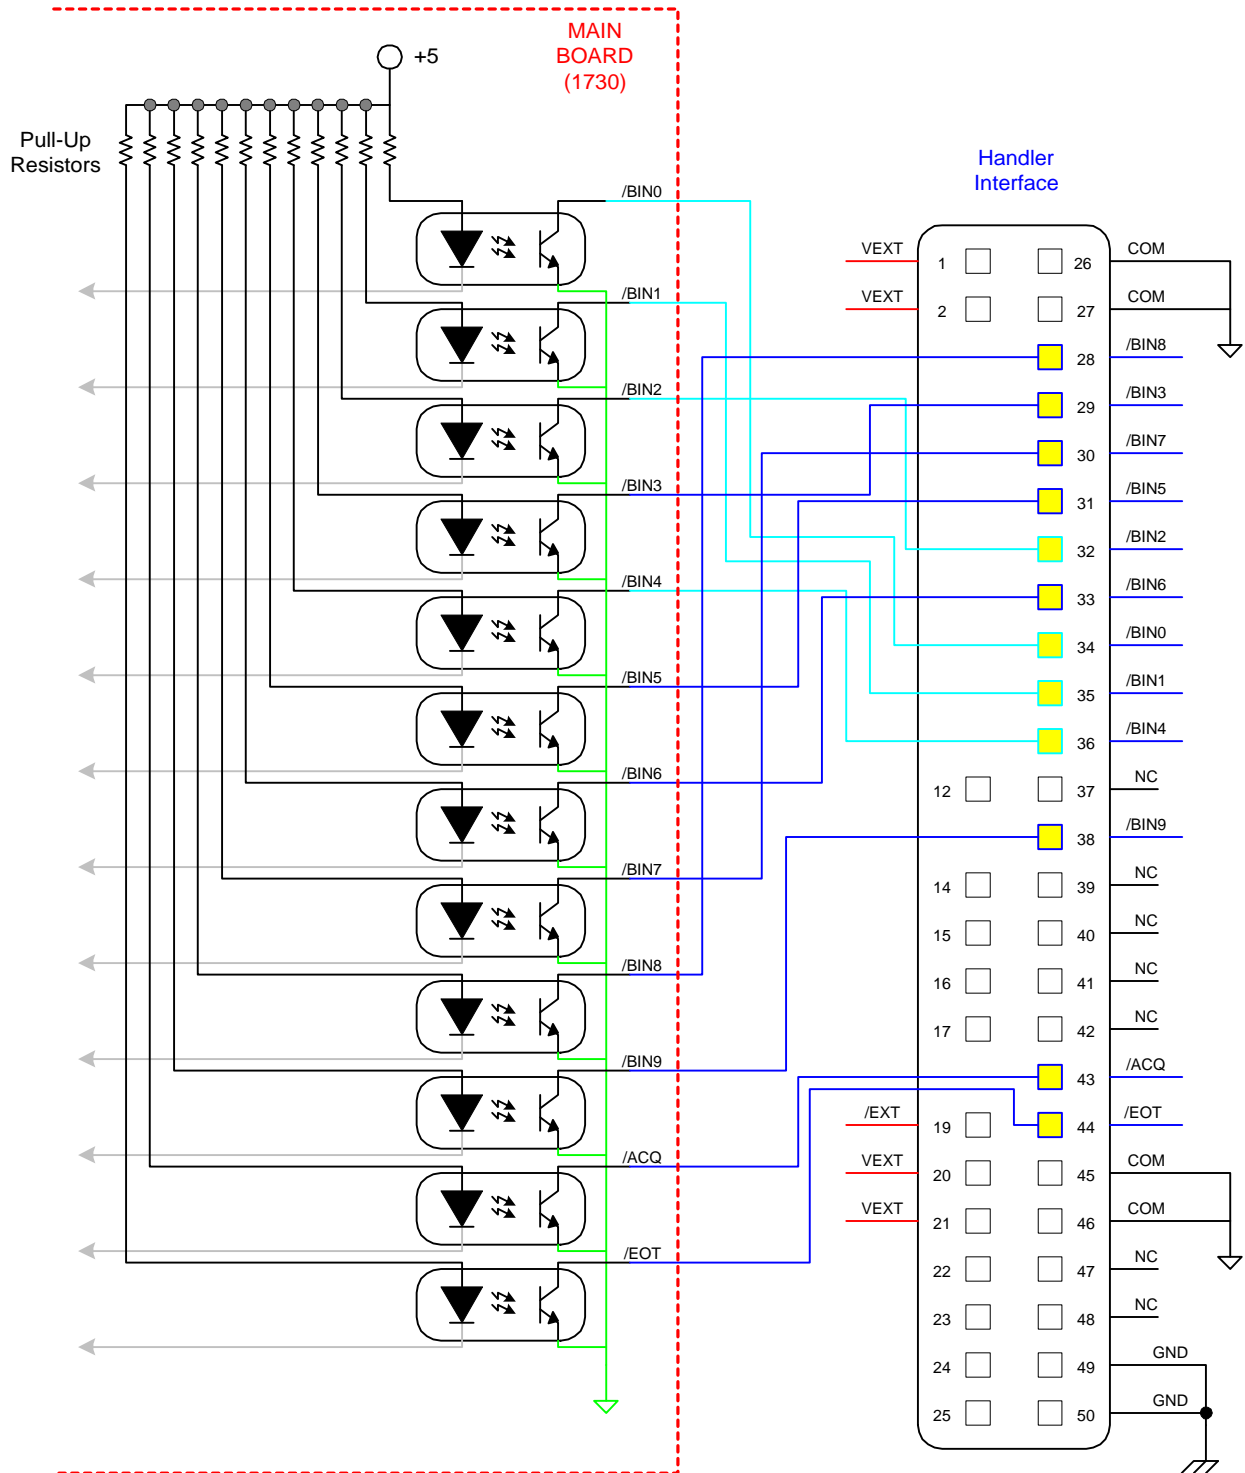 MAIN
BOARD
(1730)
+5
Pull-Up
Resistors
/BIN0
/BIN1
/BIN2
/BIN3
/BIN4
/BIN5
/BIN6
/BIN7
/BIN8
/BIN9
/ACQ
/EOT
Handler
Interface
VEXT 1 26 COM
VEXT 2 27 COM
28 /BIN8
29 /BIN3
30 /BIN7
31 /BIN5
32 /BIN2
33 /BIN6
34 /BIN0
35 /BIN1
36 /BIN4
12 37 NC
38 /BIN9
14 39 NC
15 40 NC
16 41 NC
17 42 NC
43 /ACQ
/EXT 19 44 /EOT
VEXT 20 45 COM
VEXT 21 46 COM
22 47 NC
23 48 NC
24 49 GND
25 50 GND